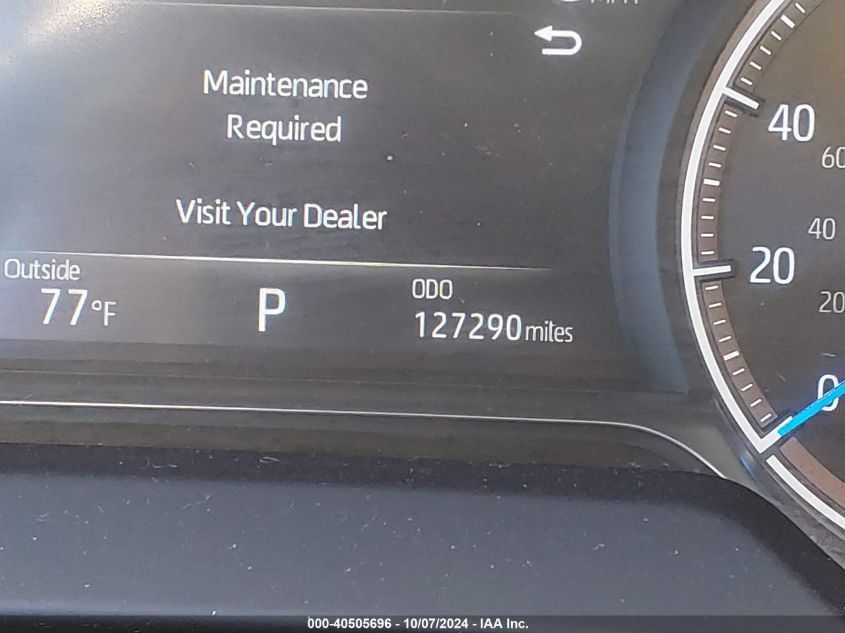 Maintenance
Required
Visit Your Dealer
Outside
77°F
P
ODO
127290 miles
40
60
40
20
20
0
000-40505696 - 10/07/2024 - IAA Inc.